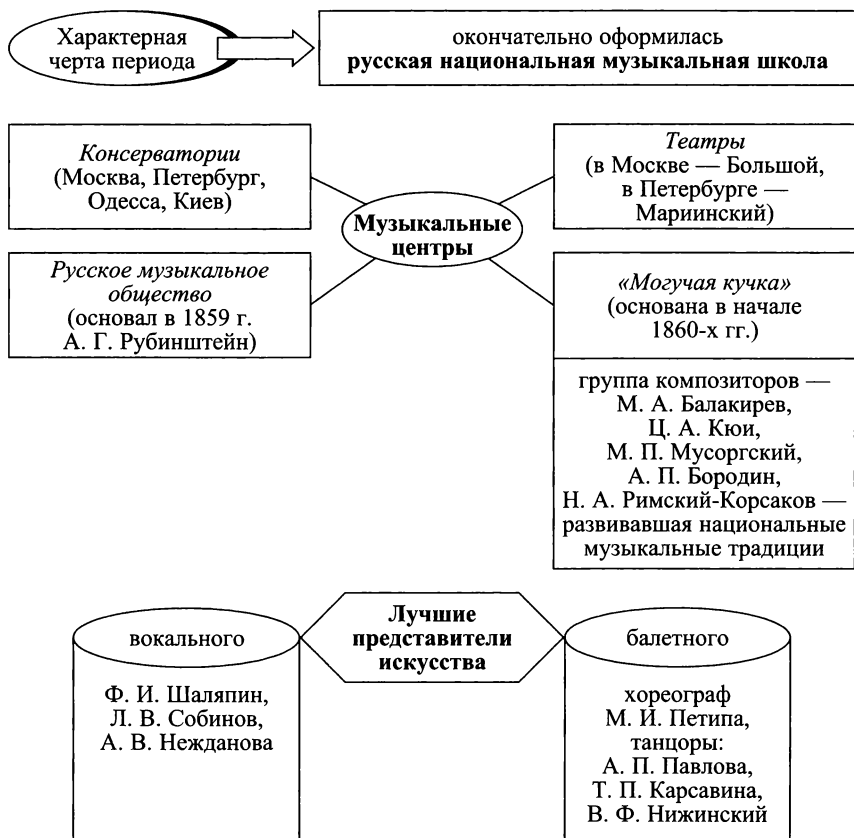 Характерная
черта периода
окончательно оформилась
русская национальная музыкальная школа
Консерватории
(Москва, Петербург,
Одесса, Киев)
Театры
(в Москве — Большой,
в Петербурге —
Мариинский)
Музыкальные
центры
Русское музыкальное
общество
(основал в 1859 г.
А. Г. Рубинштейн)
«Могучая кучка»
(основана в начале
1860-х гг.)
группа композиторов —
М. А. Балакирев,
Ц. А. Кюи,
М. П. Мусоргский,
А. П. Бородин,
Н. А. Римский-Корсаков —
развивавшая национальные
музыкальные традиции
Лучшие
представители
искусства
вокального
Ф. И. Шаляпин,
Л. В. Собинов,
А. В. Нежданова
балетного
хореограф
М. И. Петипа,
танцоры:
А. П. Павлова,
Т. П. Карсавина,
В. Ф. Нижинский